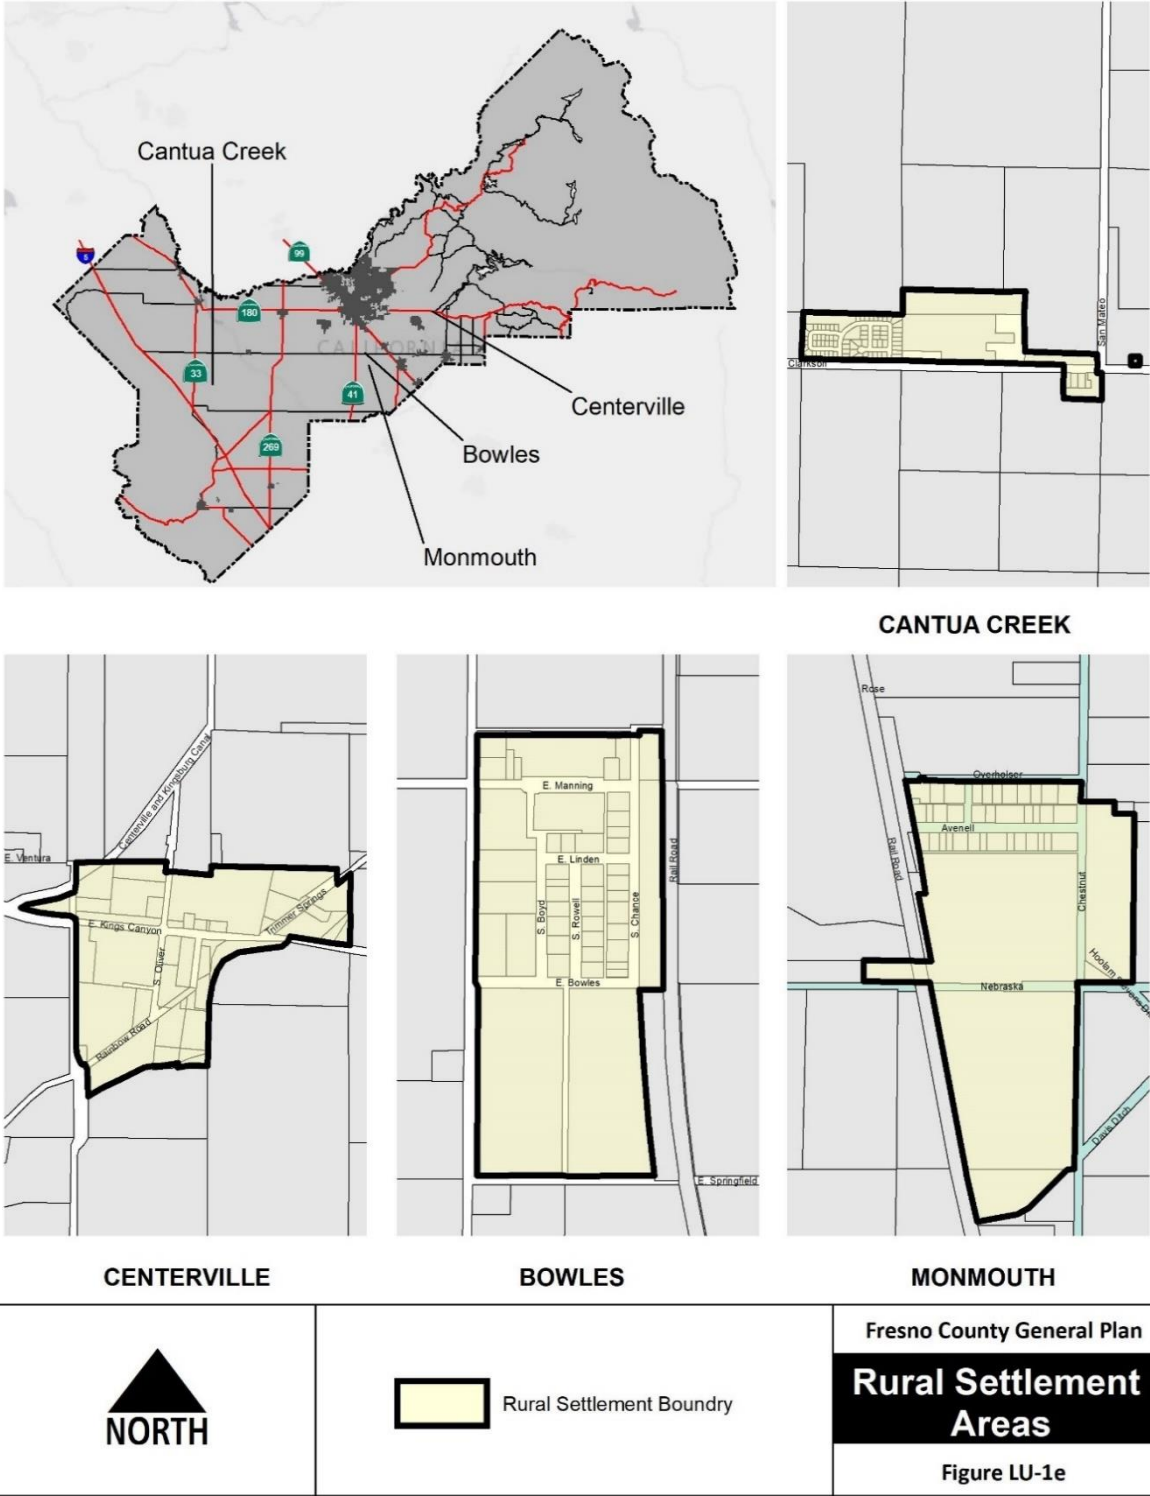 Cantua Creek
5
99
180
CALIFORNIA
33
41
269
Centerville
Bowles
Monmouth
San Mateo
Clarkson
CANTUA CREEK
Centerville and Kingsburg Canal
E. Ventura
Trimmer Springs
E. Kings Canyon
S. Oliver
Rainbow Road
CENTERVILLE
E. Manning
E. Linden
Rail Road
S. Boyd
S. Rowell
S. Chance
E. Bowles
E. Springfield
BOWLES
Rose
Overholser
Avenell
Rail Road
Chestnut
Nebraska
Davis Ditch
MONMOUTH
NORTH
Rural Settlement Boundry
Fresno County General Plan
Rural Settlement
Areas
Figure LU-1e